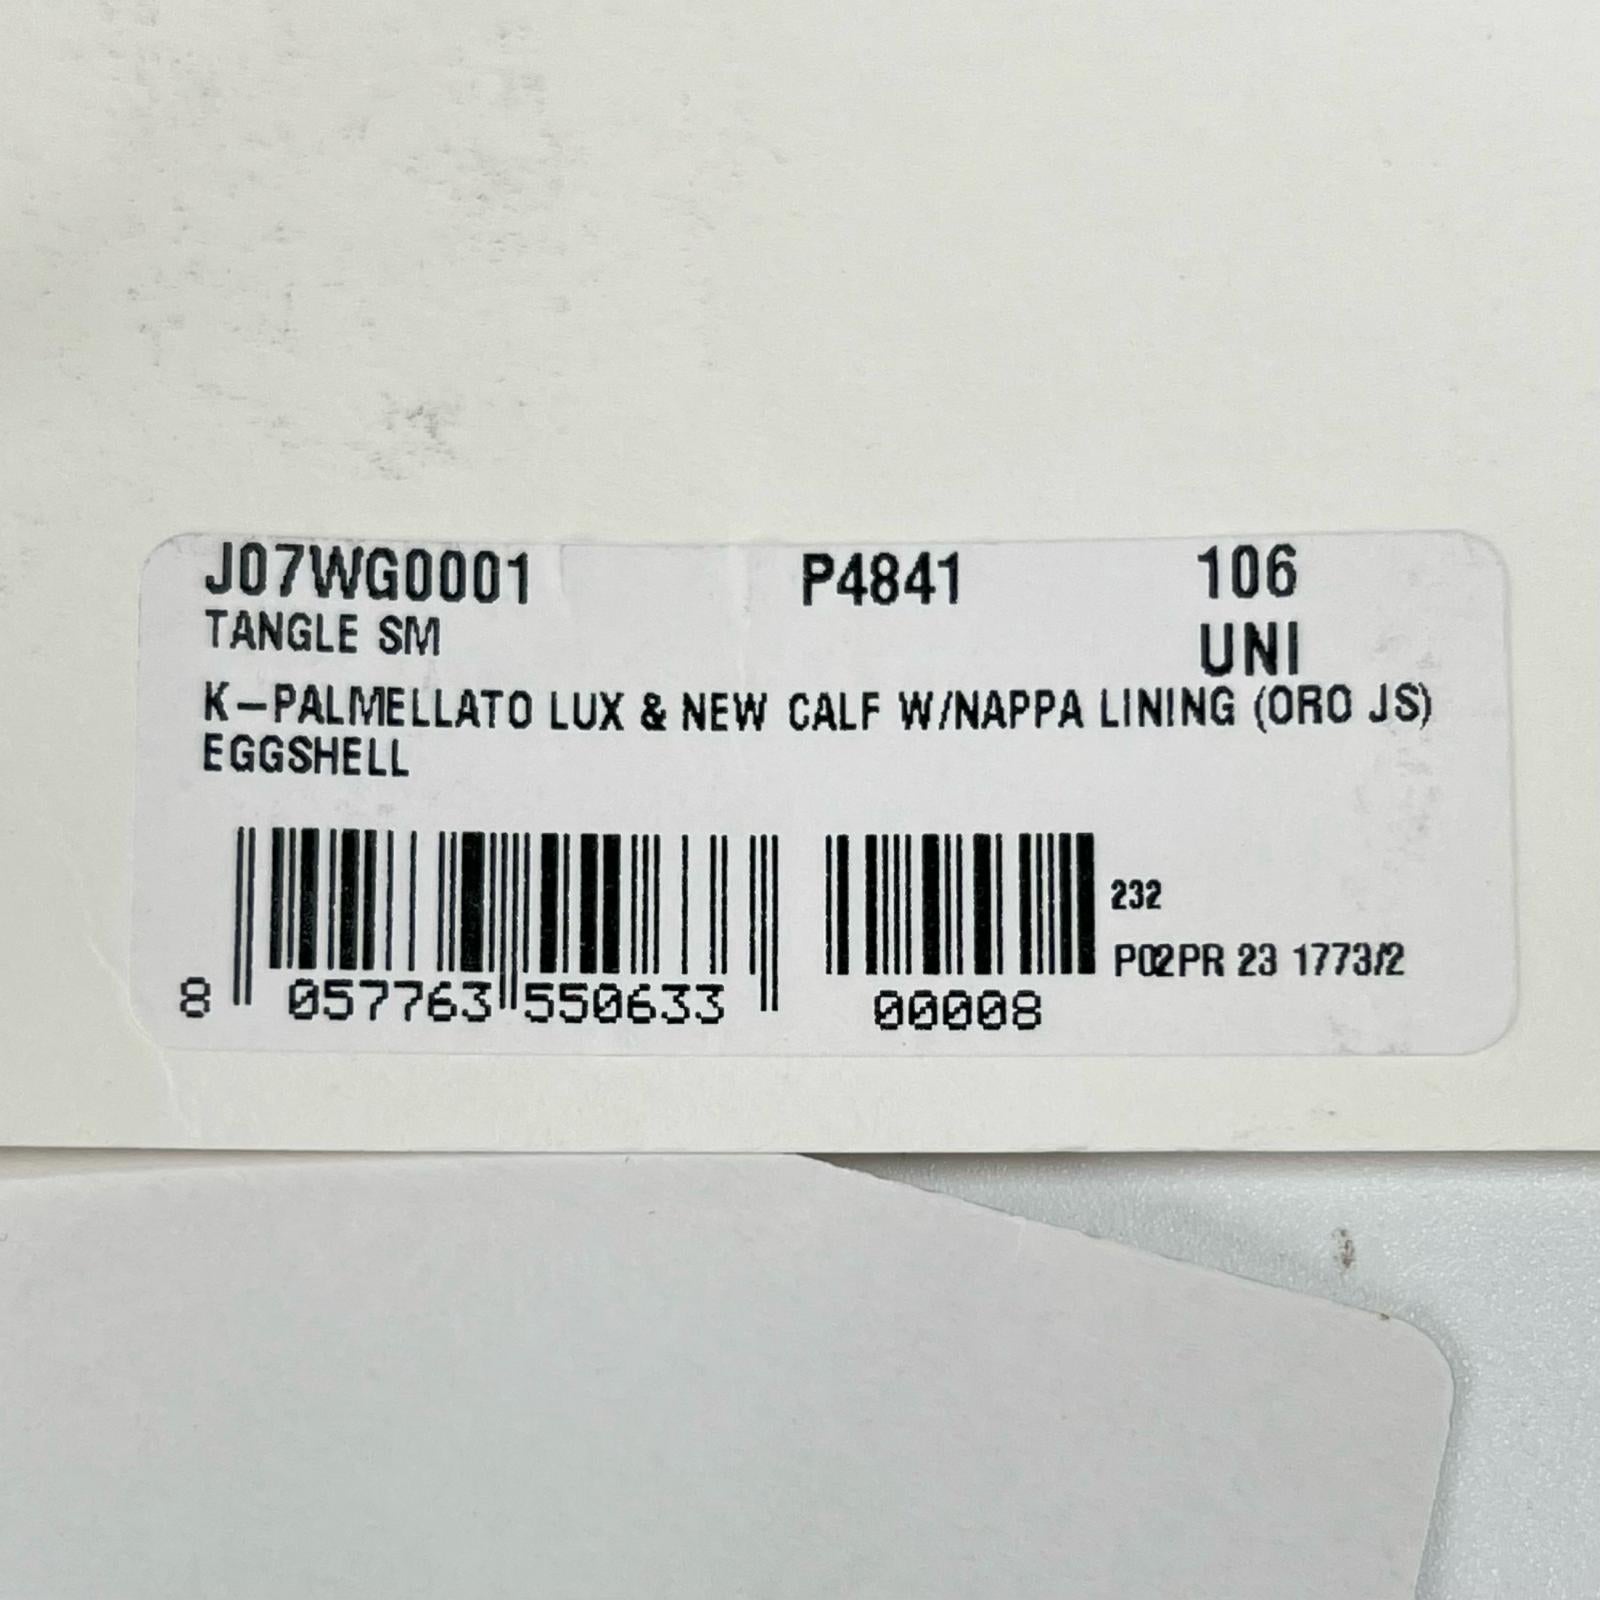 J07WG0001 P4841 106
TANGLE SM UNI
K-PALMELLATO LUX & NEW CALF W/NAPPA LINING (ORO JS)
EGGSHELL
232
P02PR 23 1773/2
8 057763 550633 00008